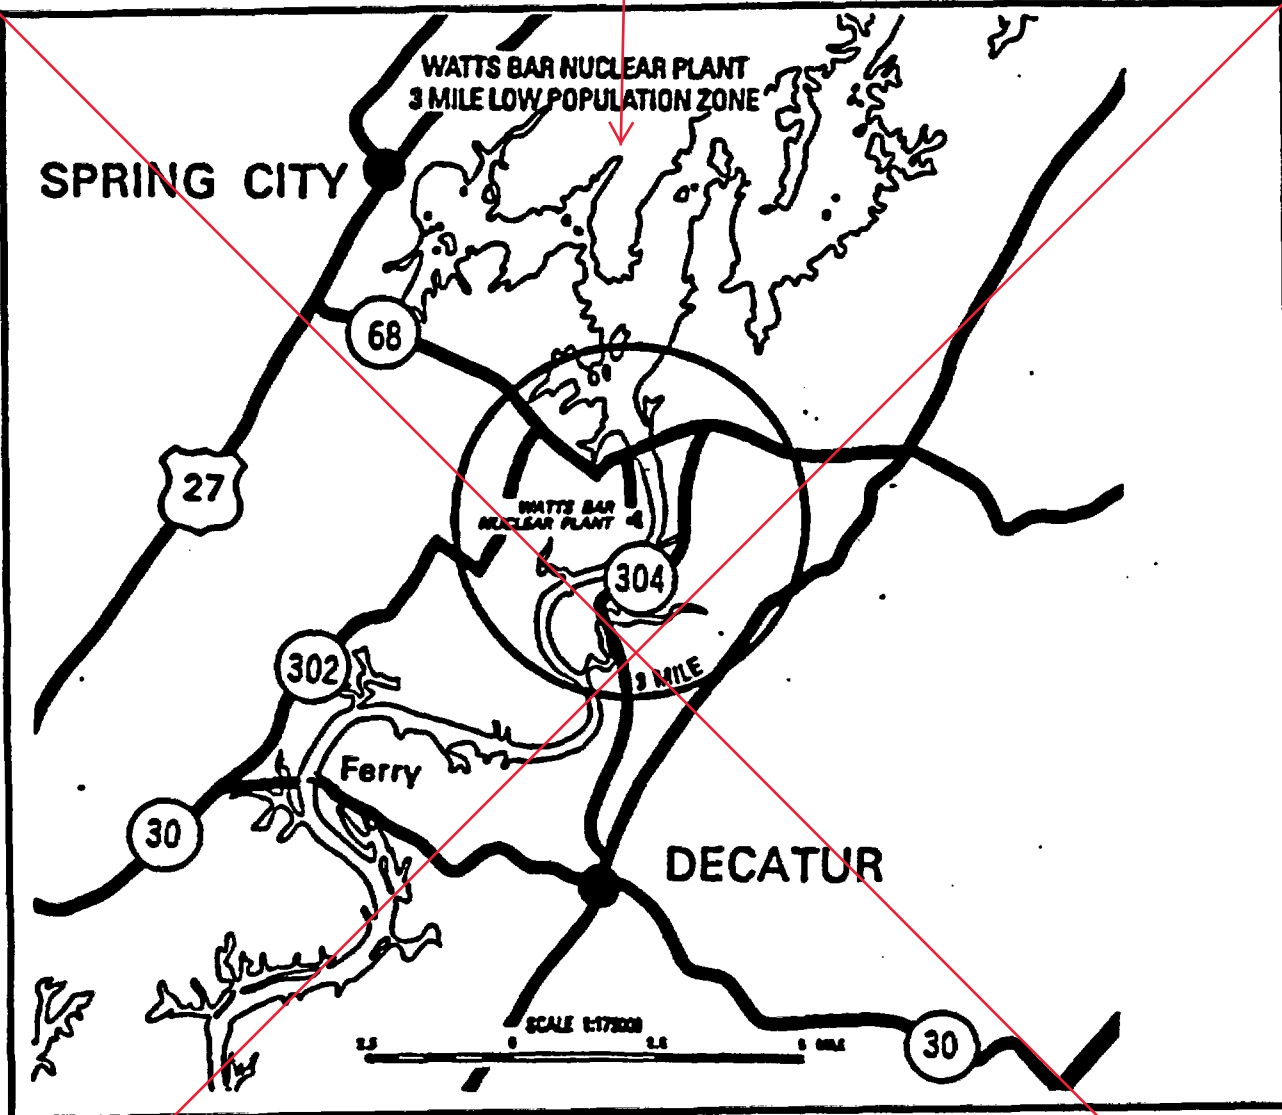 WATTS BAR NUCLEAR PLANT
3 MILE LOW POPULATION ZONE
SPRING CITY
68
27
WATTS BAR
NUCLEAR PLANT
304
302
3 MILE
Ferry
30
DECATUR
SCALE 1:175000
2.5 0 2.5 5 MILE
30